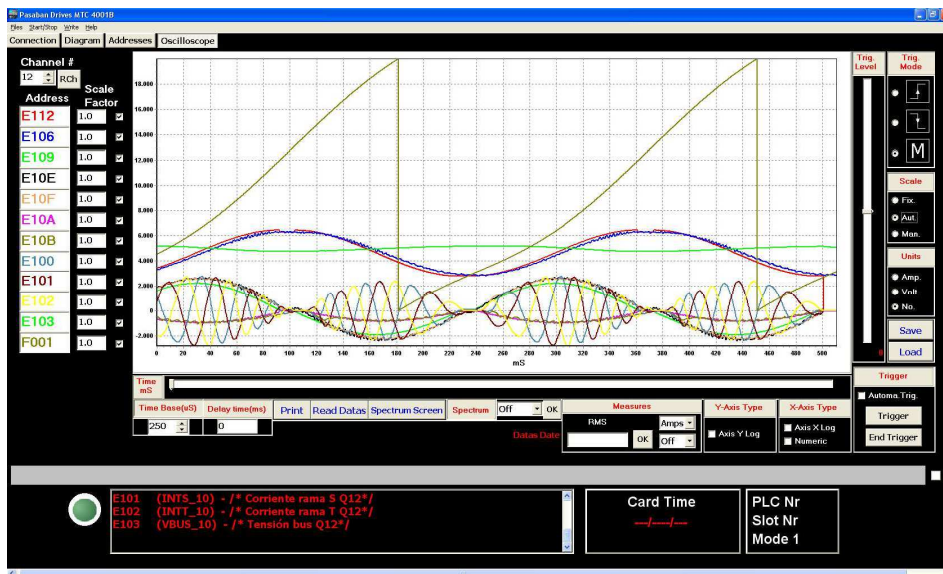 Pasaban Drives MTC 4001B
Files Start/Stop Write Help
Connection Diagram Addresses Oscilloscope
Channel #
12 RCh
Address Scale Factor
E112 1.0
E106 1.0
E109 1.0
E10E 1.0
E10F 1.0
E10A 1.0
E10B 1.0
E100 1.0
E101 1.0
E102 1.0
E103 1.0
F001 1.0
18.000
16.000
14.000
12.000
10.000
8.000
6.000
4.000
2.000
0
-2.000
0 20 40 60 80 100 120 140 160 180 200 220 240 260 280 300 320 340 360 380 400 420 440 460 480 500
mS
Trig. Level
0
Trig. Mode
M
Scale
Fix.
Aut.
Man.
Units
Amp.
Volt
No.
Save
Load
Time mS
Time Base(uS) Delay time(ms) Print Read Datas Spectrum Screen Spectrum Off OK
250 0
Datas Date
Measures
RMS Amps
OK Off
Y-Axis Type
Axis Y Log
X-Axis Type
Axis X Log
Numeric
Trigger
Automa. Trig.
Trigger
End Trigger
E101 (INTS_10) - /* Corriente rama S Q12*/
E102 (INTT_10) - /* Corriente rama T Q12*/
E103 (VBUS_10) - /* Tensión bus Q12*/
Card Time
---/----/---
PLC Nr
Slot Nr
Mode 1